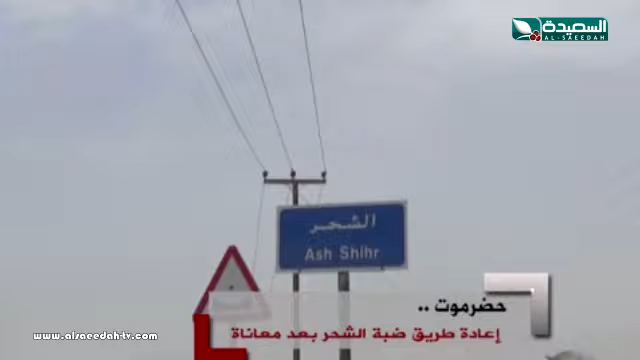 السعيدة
AL-SAEEDAH
الشحر
Ash Shihr
حضرموت ..
إعادة طريق ضبة الشحر بعد معاناة
www.alsaeedah-tv.com